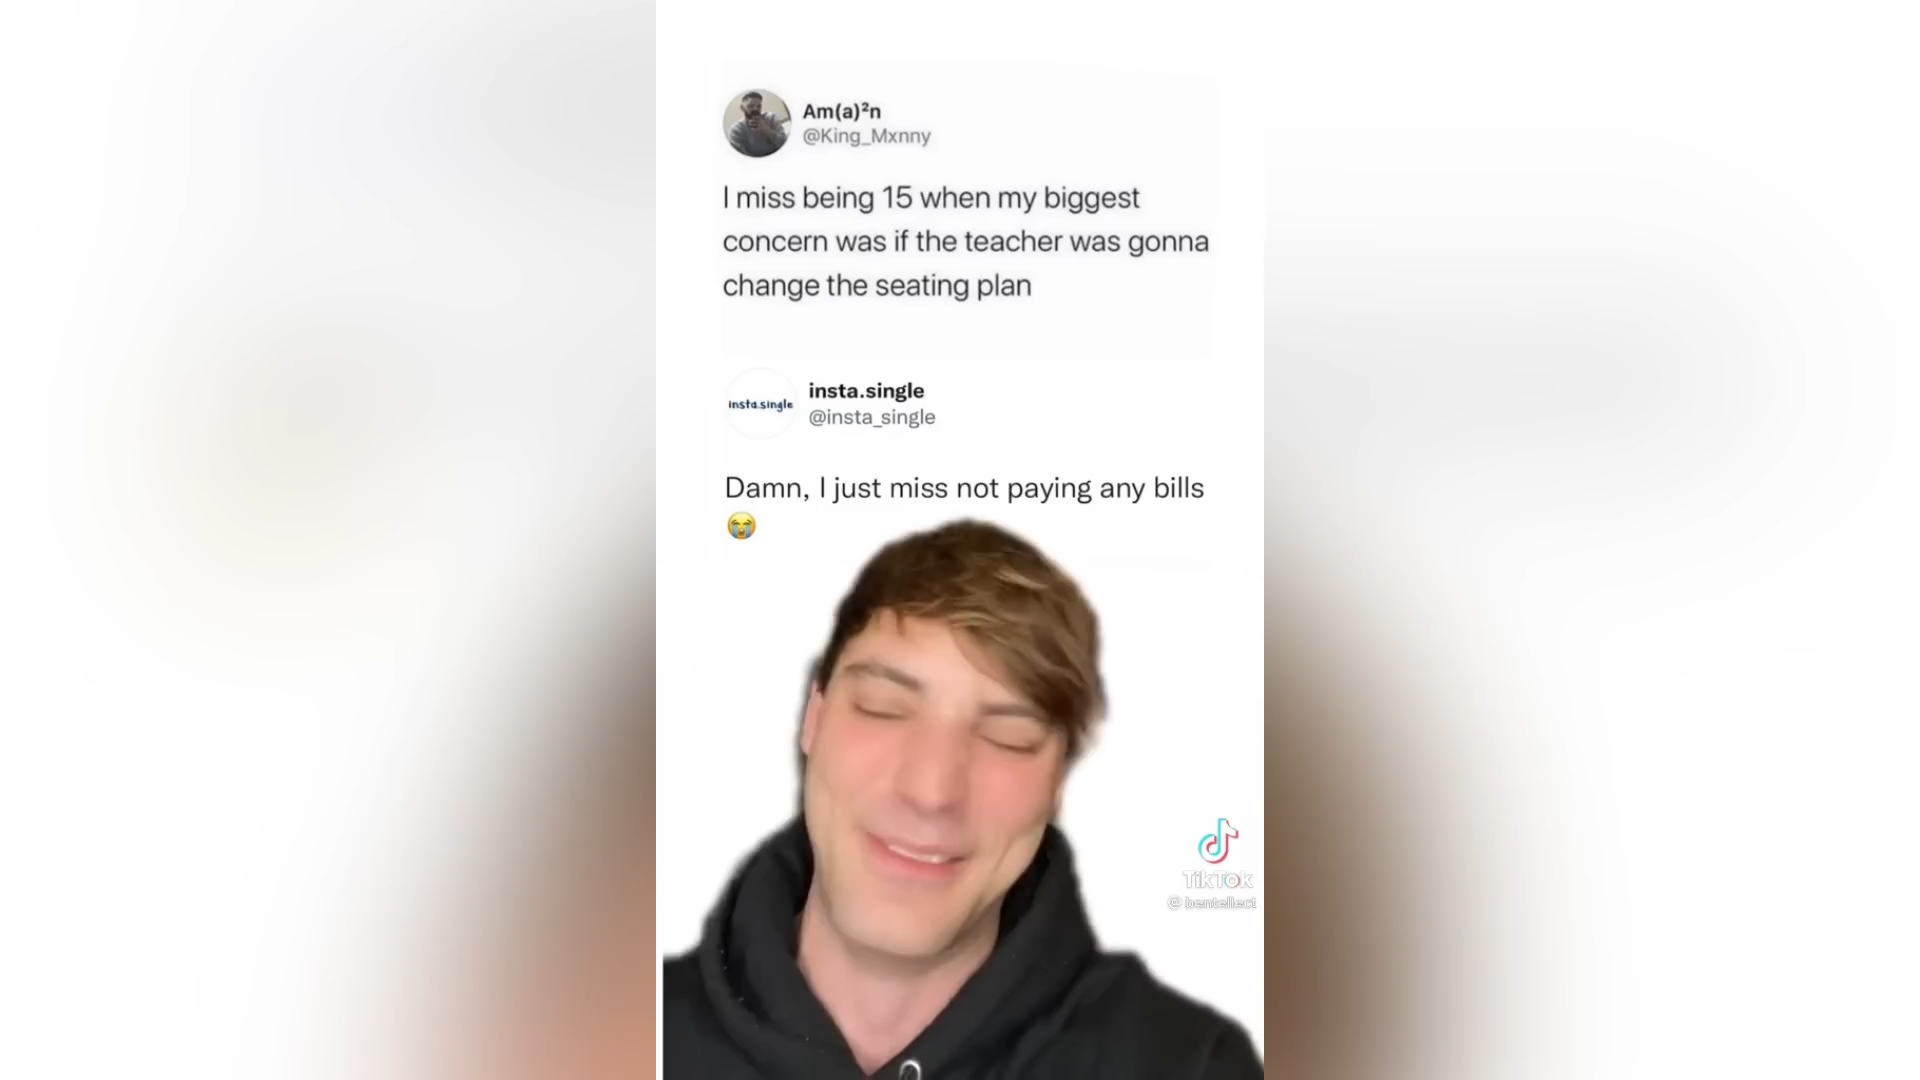 Am(a)²n
@King_Mxnny
I miss being 15 when my biggest
concern was if the teacher was gonna
change the seating plan
insta.single
insta.single
@insta_single
Damn, I just miss not paying any bills
😭
TikTok
@ bentellect